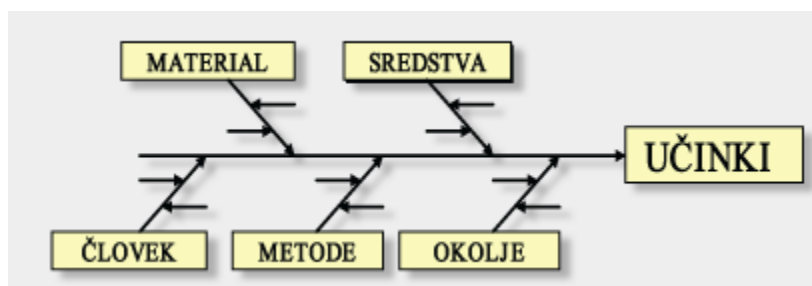 MATERIAL
SREDSTVA
UČINKI
ČLOVEK
METODE
OKOLJE